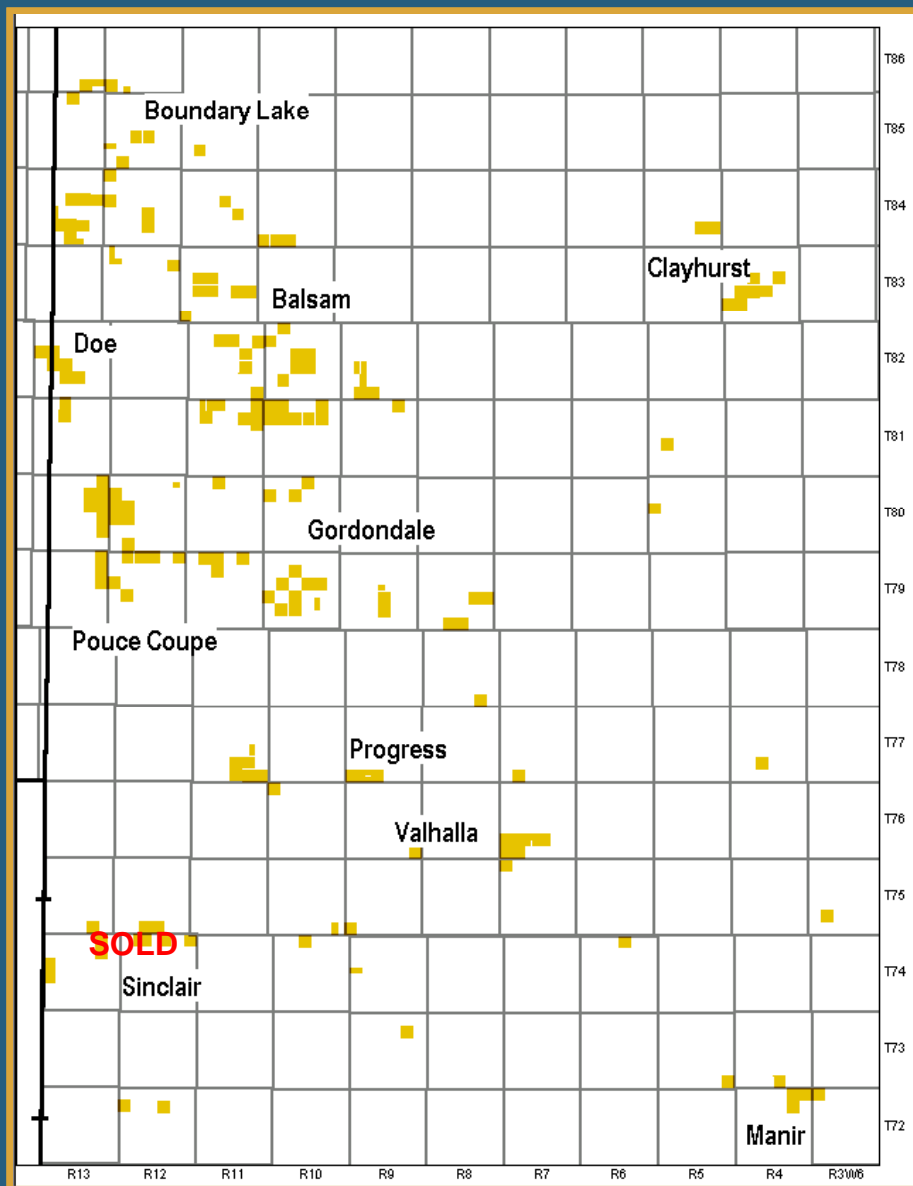 T86
Boundary Lake
T85
T84
Clayhurst
T83
Balsam
Doe
T82
T81
T80
Gordondale
T79
Pouce Coupe
T78
T77
Progress
T76
Valhalla
T75
SOLD
T74
Sinclair
T73
T72
Manir
R13 R12 R11 R10 R9 R8 R7 R6 R5 R4 R3W6